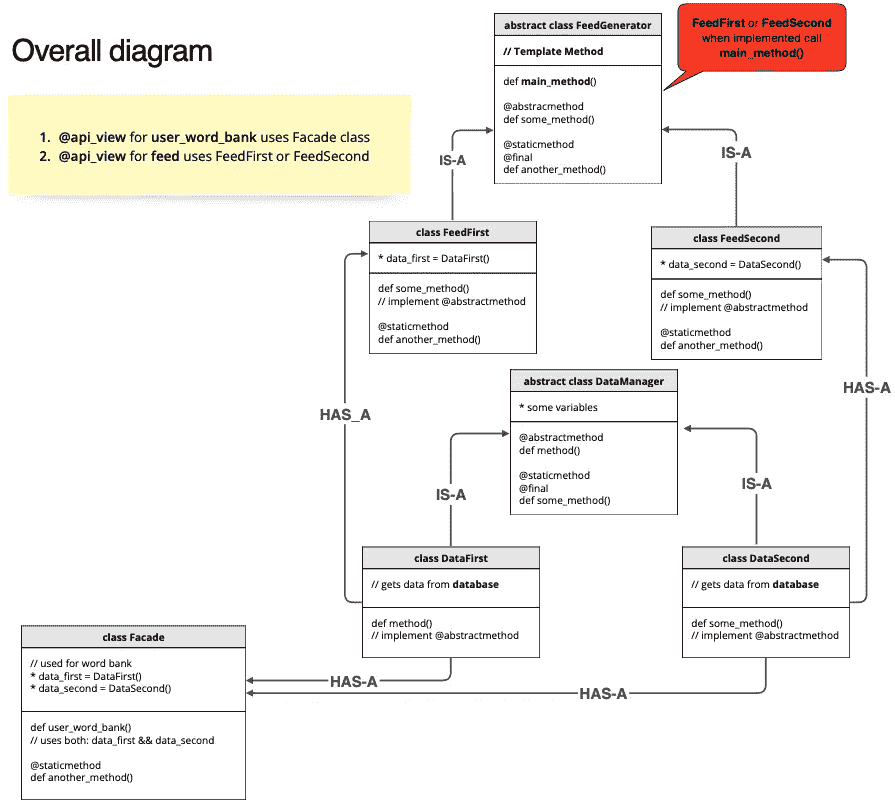 Overall diagram
1. @api_view for user_word_bank uses Facade class
2. @api_view for feed uses FeedFirst or FeedSecond
abstract class FeedGenerator
// Template Method
def main_method()
@abstracmethod
def some_method()
@staticmethod
@final
def another_method()
FeedFirst or FeedSecond
when implemented call
main_method()
IS-A
IS-A
class FeedFirst
* data_first = DataFirst()
def some_method()
// implement @abstractmethod
@staticmethod
def another_method()
class FeedSecond
* data_second = DataSecond()
def some_method()
// implement @abstractmethod
@staticmethod
def another_method()
HAS_A
HAS-A
abstract class DataManager
* some variables
@abstractmethod
def method()
@staticmethod
@final
def some_method()
IS-A
IS-A
class DataFirst
// gets data from database
def method()
// implement @abstractmethod
class DataSecond
// gets data from database
def some_method()
// implement @abstractmethod
class Facade
// used for word bank
* data_first = DataFirst()
* data_second = DataSecond()
def user_word_bank()
// uses both: data_first && data_second
@staticmethod
def another_method()
HAS-A
HAS-A